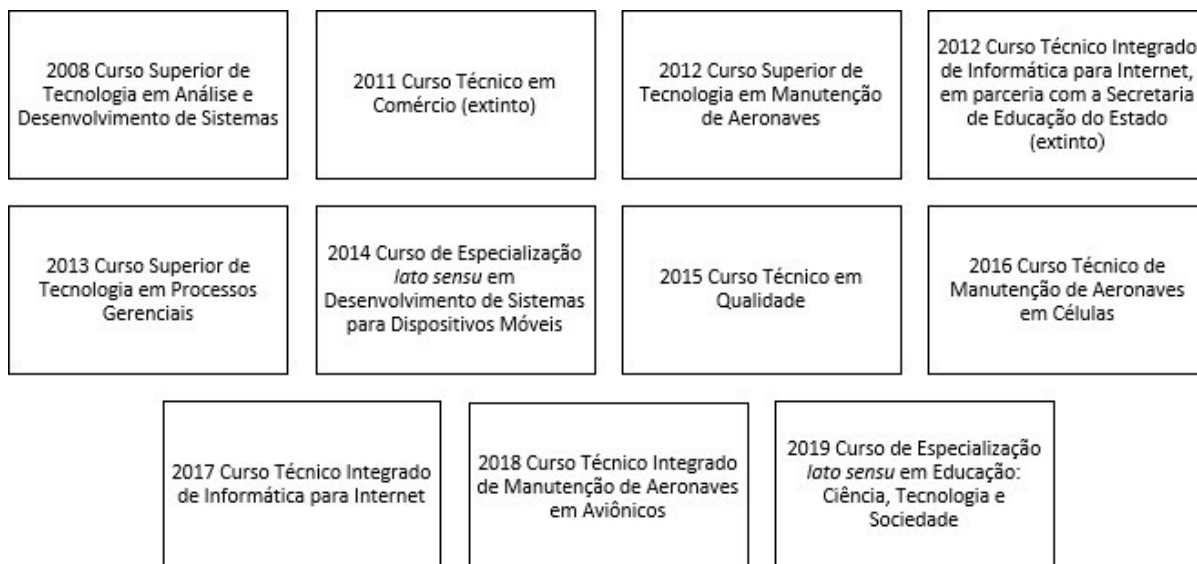 2008 Curso Superior de
Tecnologia em Análise e
Desenvolvimento de Sistemas
2011 Curso Técnico em
Comércio (extinto)
2012 Curso Superior de
Tecnologia em Manutenção
de Aeronaves
2012 Curso Técnico Integrado
de Informática para Internet,
em parceria com a Secretaria
de Educação do Estado
(extinto)
2013 Curso Superior de
Tecnologia em Processos
Gerenciais
2014 Curso de Especialização
lato sensu em
Desenvolvimento de Sistemas
para Dispositivos Móveis
2015 Curso Técnico em
Qualidade
2016 Curso Técnico de
Manutenção de Aeronaves
em Células
2017 Curso Técnico Integrado
de Informática para Internet
2018 Curso Técnico Integrado
de Manutenção de Aeronaves
em Aviônicos
2019 Curso de Especialização
lato sensu em Educação:
Ciência, Tecnologia e
Sociedade